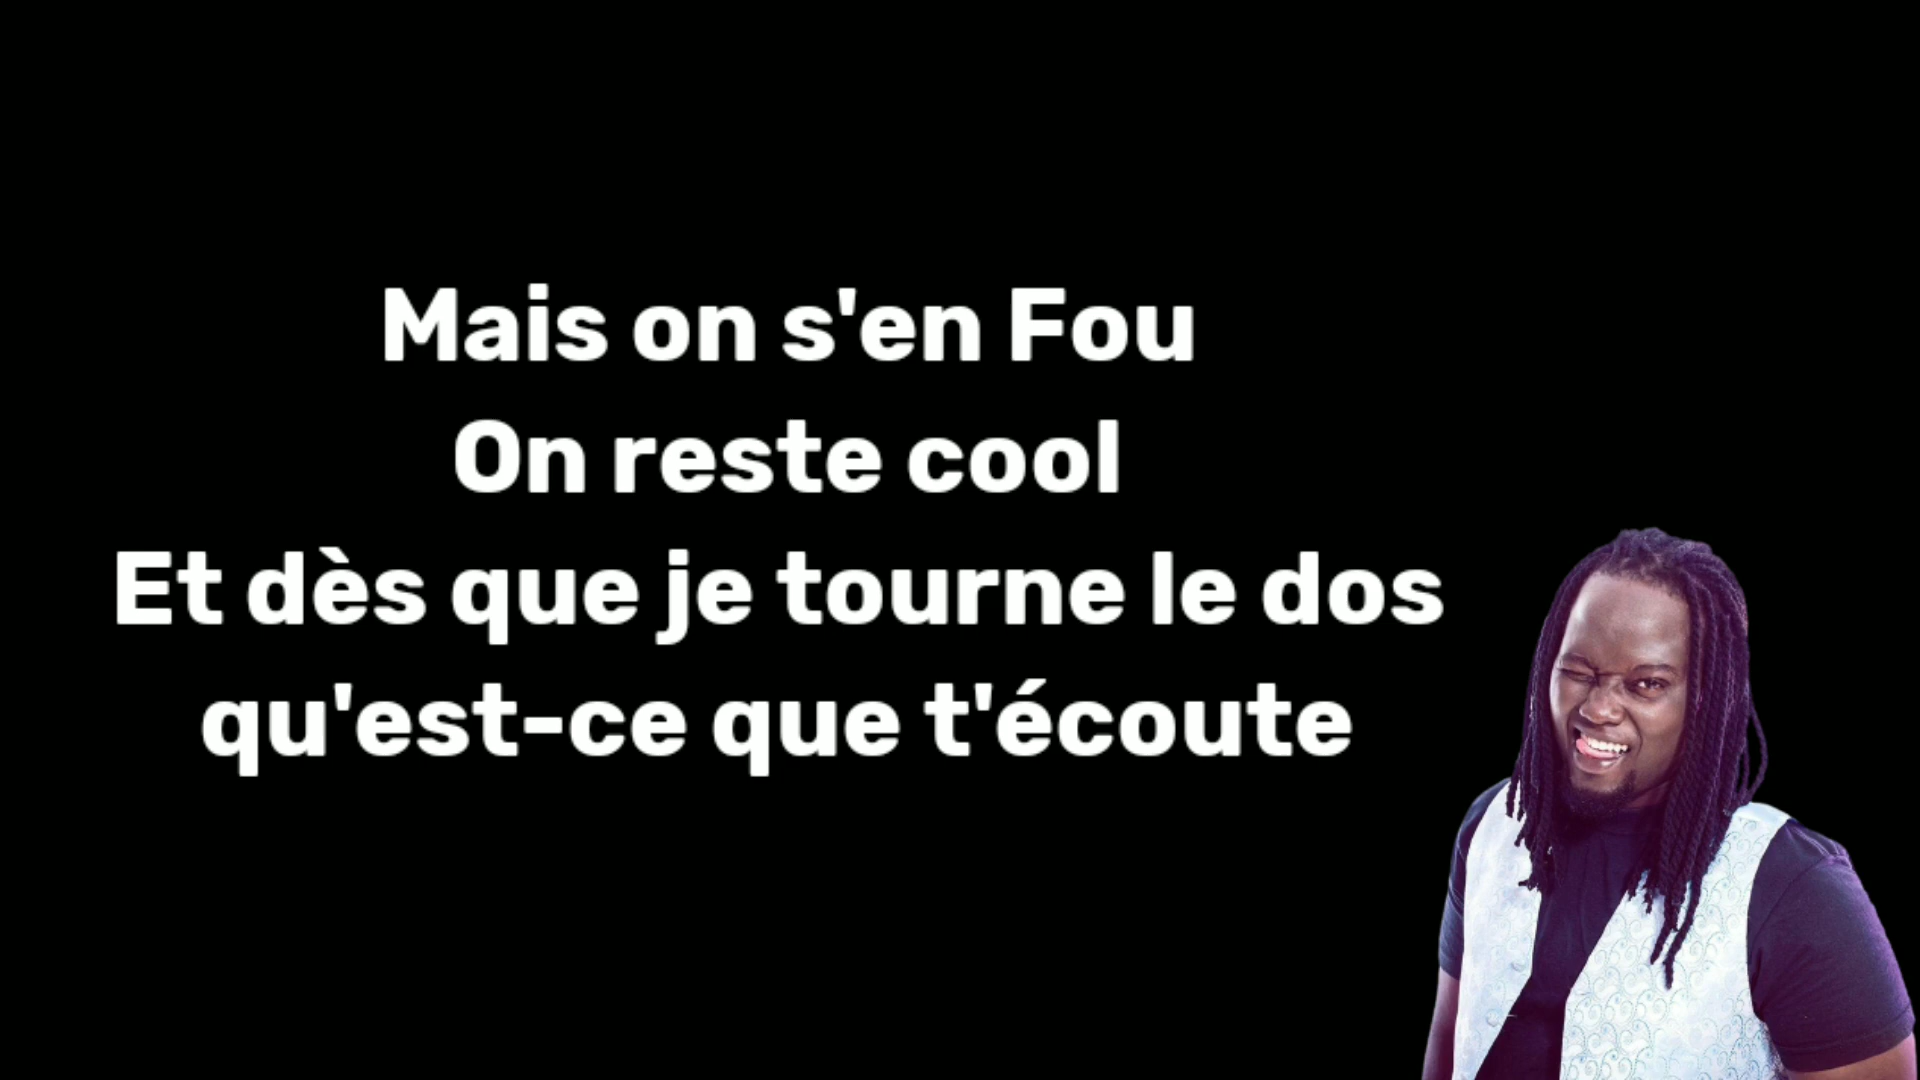 Mais on s'en Fou
On reste cool
Et dès que je tourne le dos
qu'est-ce que t'écoute